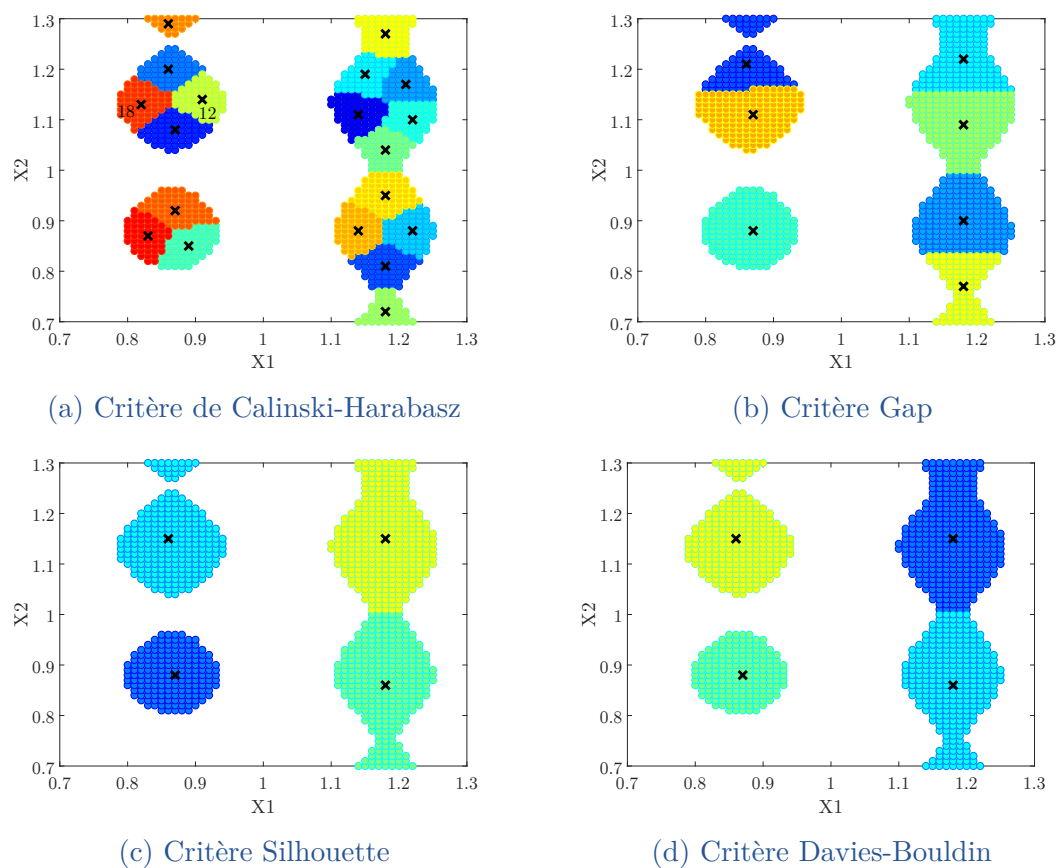 1.3
1.2
1.1
1
0.9
0.8
0.7
X2
18
12
0.7 0.8 0.9 1 1.1 1.2 1.3
X1
(a) Critère de Calinski-Harabasz
1.3
1.2
1.1
1
0.9
0.8
0.7
X2
0.7 0.8 0.9 1 1.1 1.2 1.3
X1
(b) Critère Gap
1.3
1.2
1.1
1
0.9
0.8
0.7
X2
0.7 0.8 0.9 1 1.1 1.2 1.3
X1
(c) Critère Silhouette
1.3
1.2
1.1
1
0.9
0.8
0.7
X2
0.7 0.8 0.9 1 1.1 1.2 1.3
X1
(d) Critère Davies-Bouldin